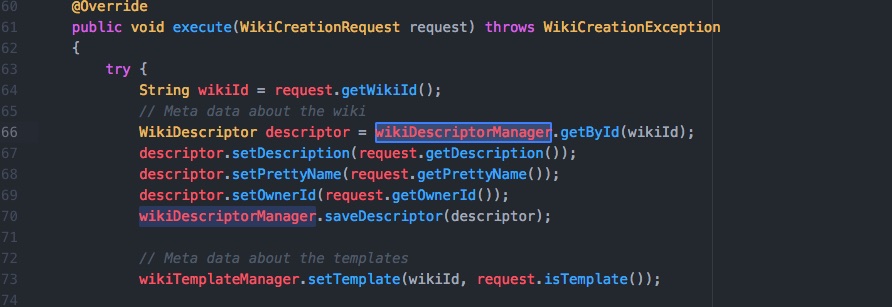 60 @Override
61 public void execute(WikiCreationRequest request) throws WikiCreationException
62 {
63 try {
64 String wikiId = request.getWikiId();
65 // Meta data about the wiki
66 WikiDescriptor descriptor = wikiDescriptorManager.getById(wikiId);
67 descriptor.setDescription(request.getDescription());
68 descriptor.setPrettyName(request.getPrettyName());
69 descriptor.setOwnerId(request.getOwnerId());
70 wikiDescriptorManager.saveDescriptor(descriptor);
71
72 // Meta data about the templates
73 wikiTemplateManager.setTemplate(wikiId, request.isTemplate());
74